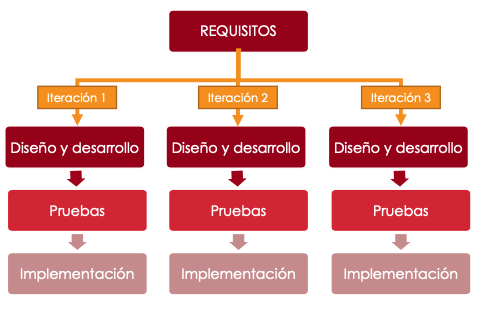 REQUISITOS
Iteración 1
Iteración 2
Iteración 3
Diseño y desarrollo
Diseño y desarrollo
Diseño y desarrollo
Pruebas
Pruebas
Pruebas
Implementación
Implementación
Implementación